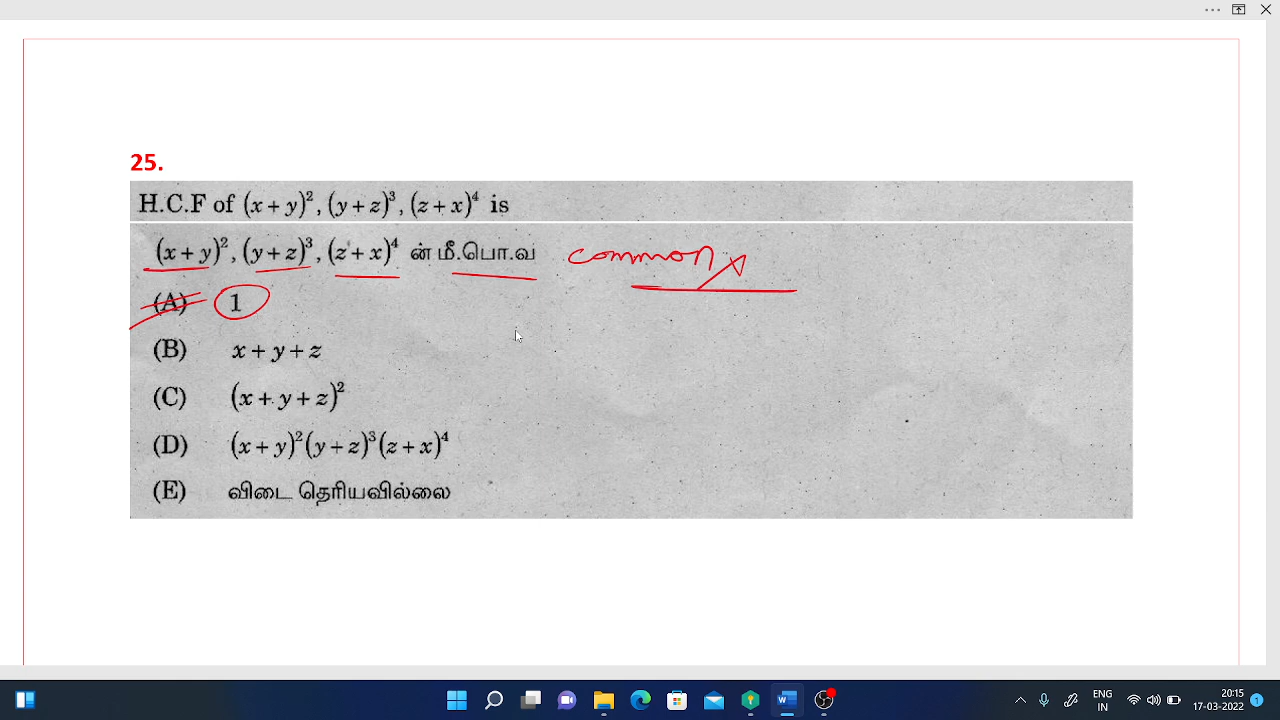 25.
H.C.F of (x + y)², (y + z)³, (z + x)⁴ is
(x + y)², (y + z)³, (z + x)⁴ ன் மீ.பொ.வ common x
(A) 1
(B) x + y + z
(C) (x + y + z)²
(D) (x + y)²(y + z)³(z + x)⁴
(E) விடை தெரியவில்லை
ENG
IN
20:15
17-03-2022
1